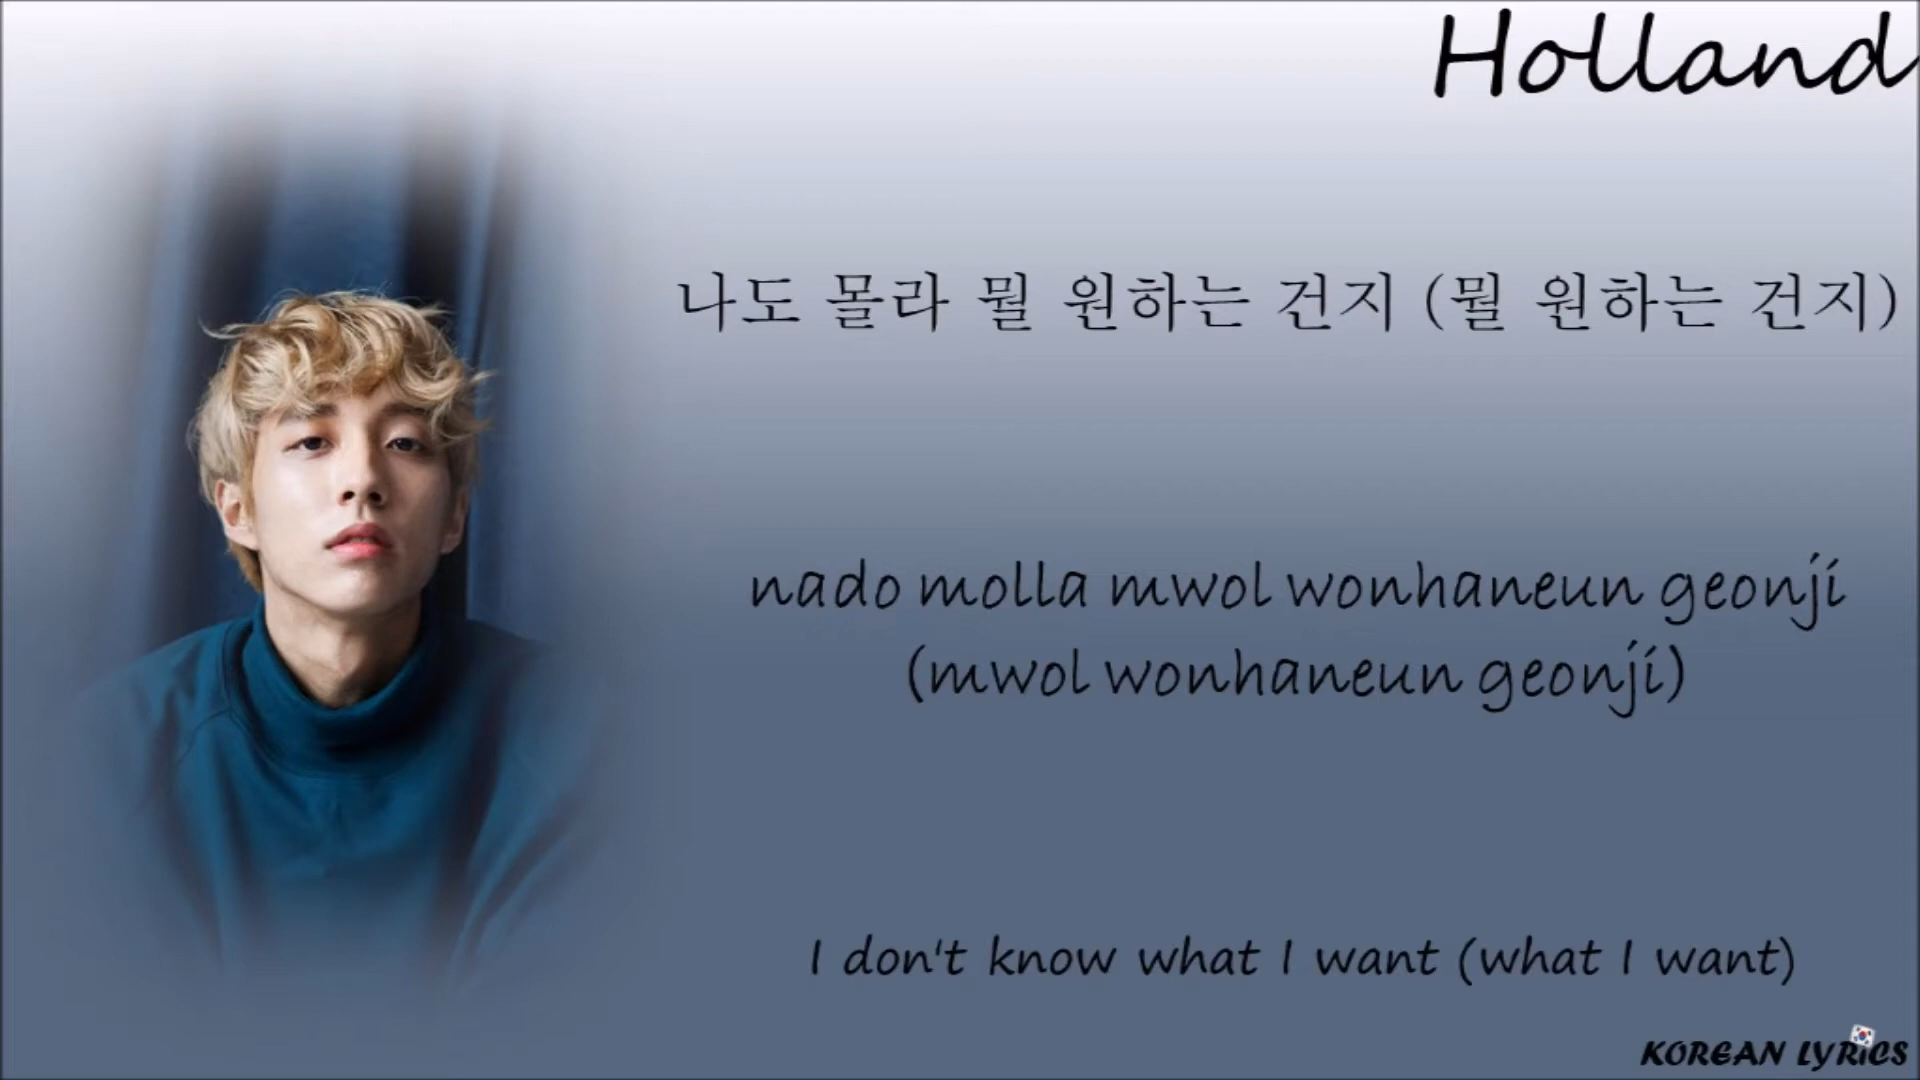 Holland
나도 몰라 뭘 원하는 건지 (뭘 원하는 건지)
nado molla mwol wonhaneun geonji
(mwol wonhaneun geonji)
I don't know what I want (what I want)
KOREAN LYRICS